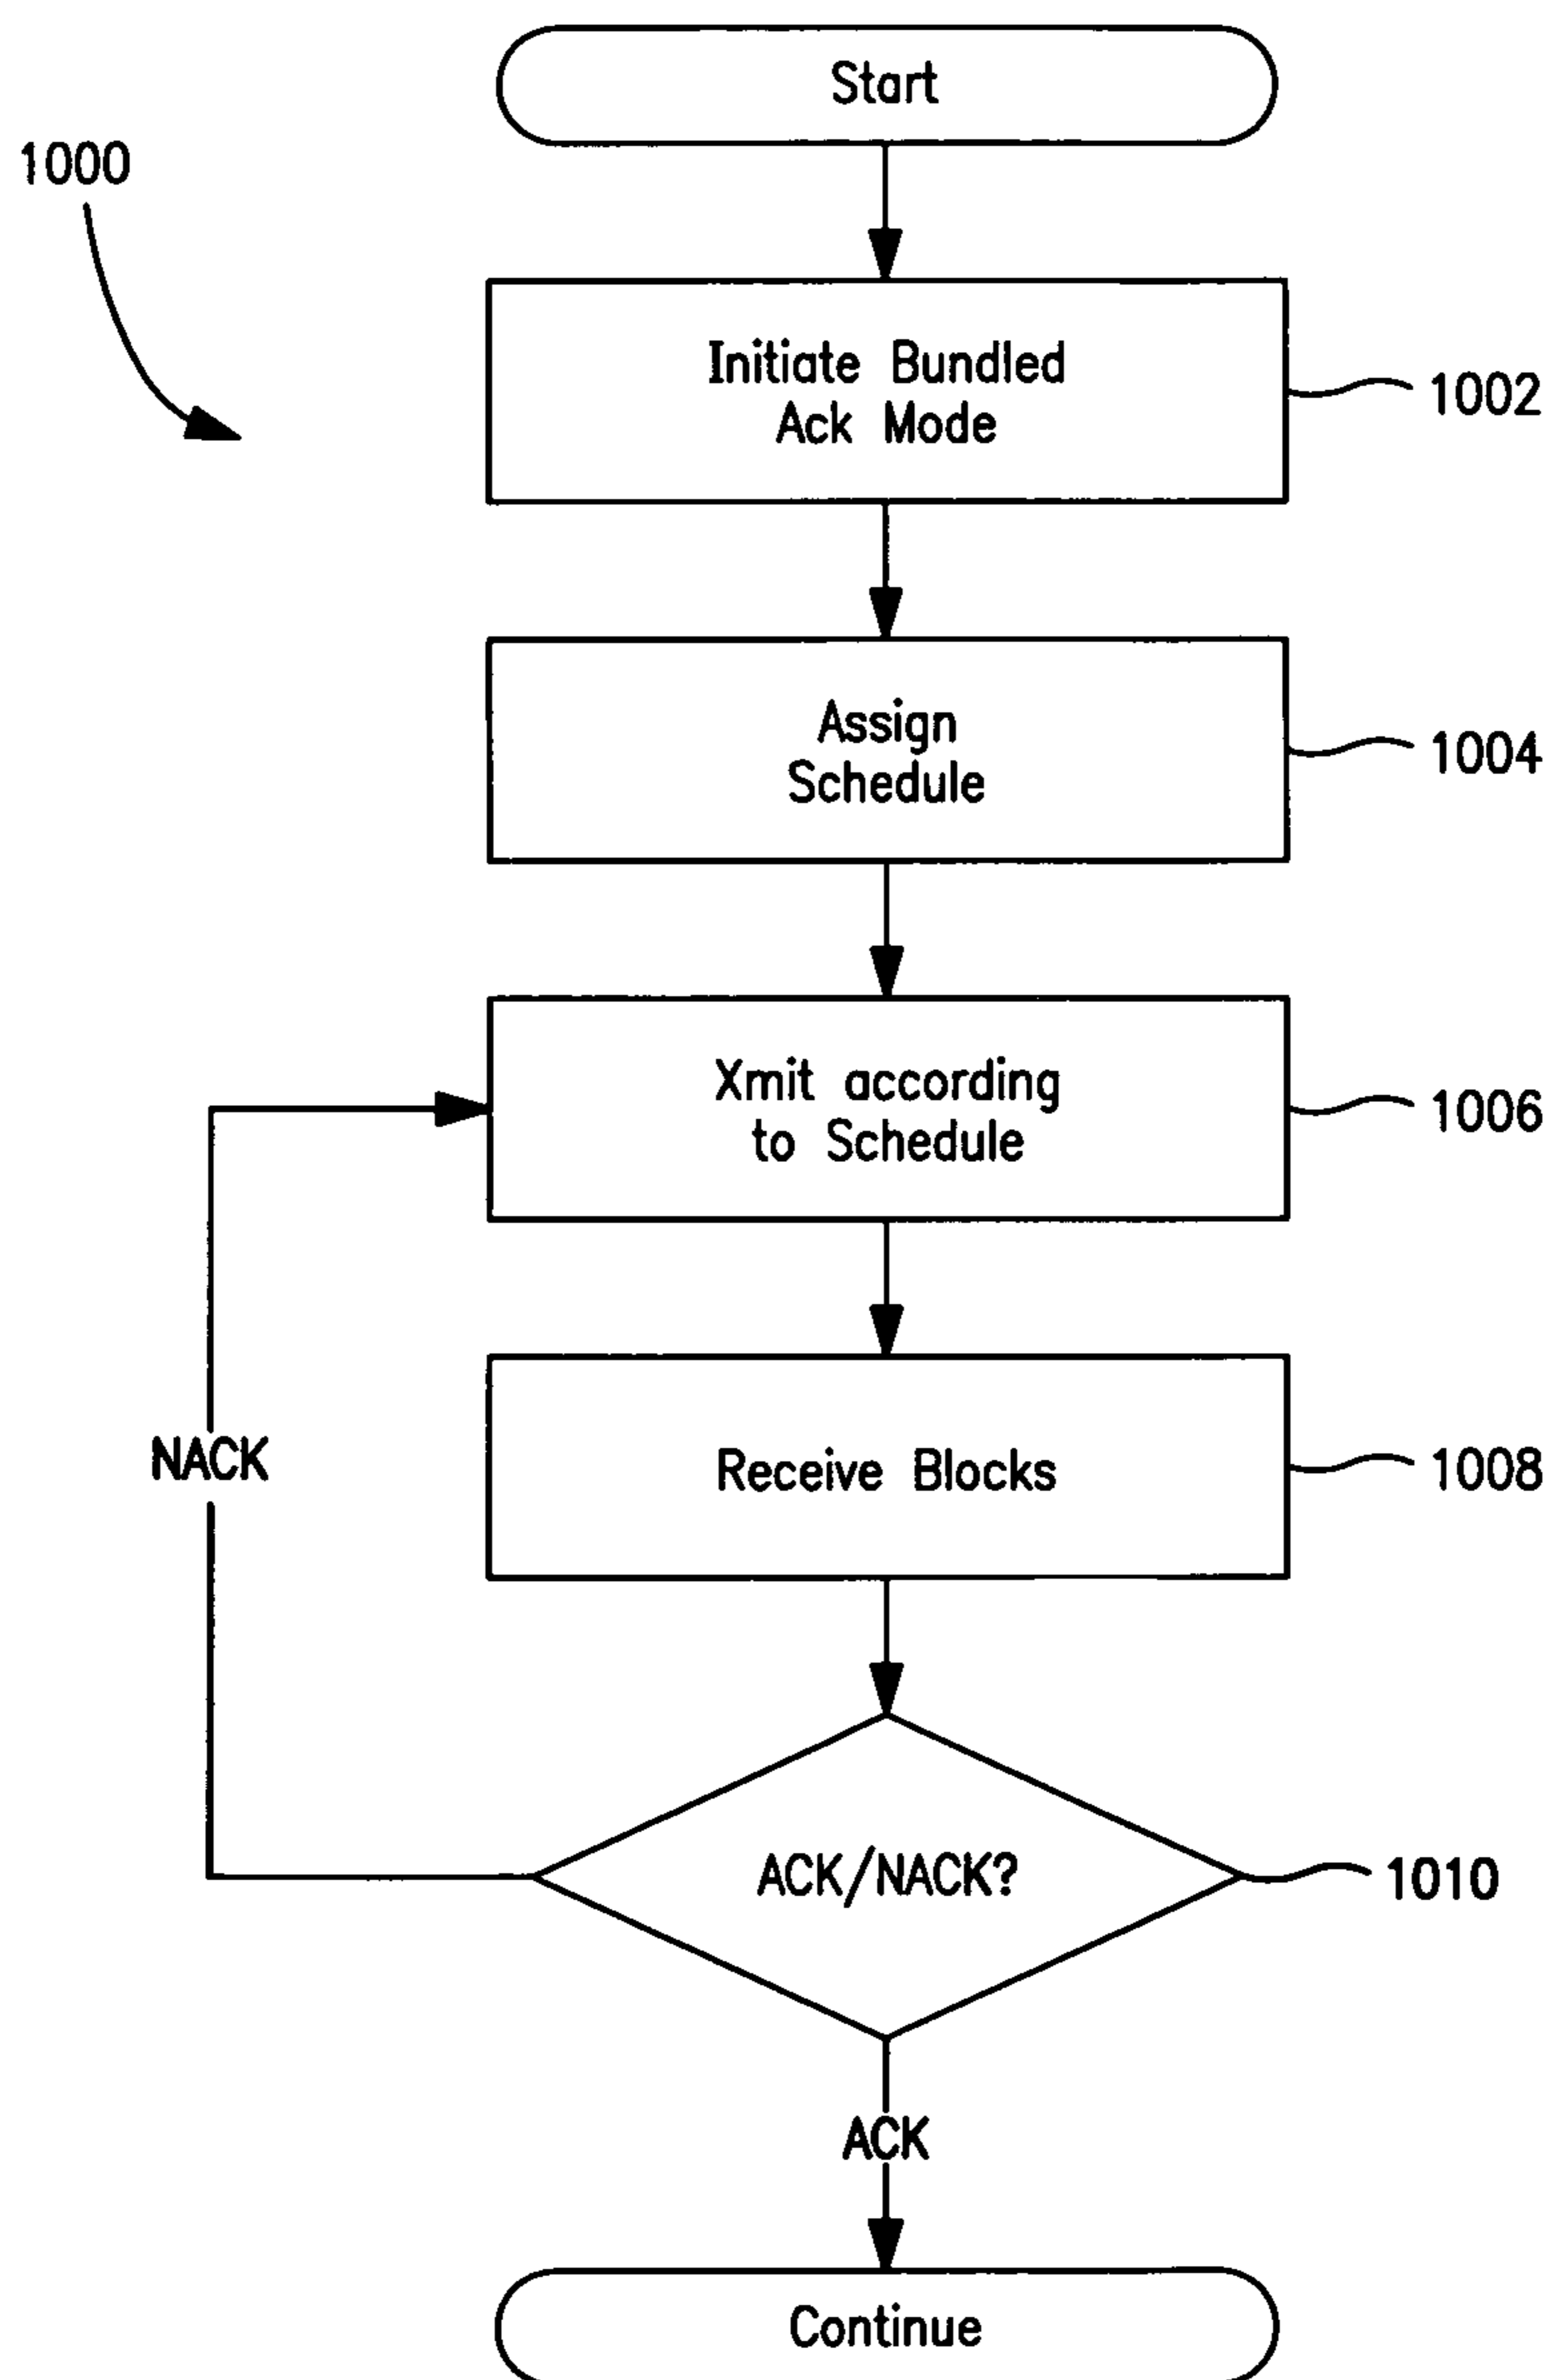 Start
1000
Initiate Bundled
Ack Mode
1002
Assign
Schedule
1004
Xmit according
to Schedule
1006
NACK
Receive Blocks
1008
ACK/NACK?
1010
ACK
Continue